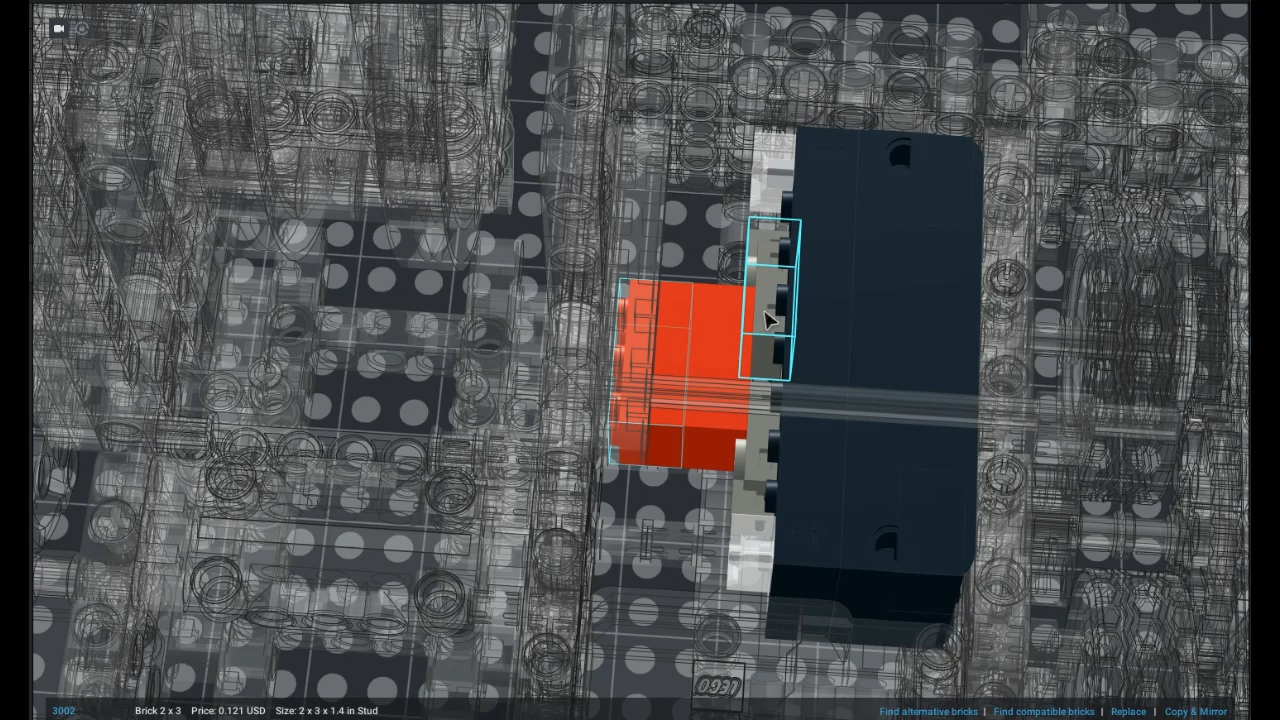 LEGO
3002 Brick 2 x 3 Price: 0.121 USD Size: 2 x 3 x 1.4 in Stud Find alternative bricks | Find compatible bricks | Replace | Copy & Mirror